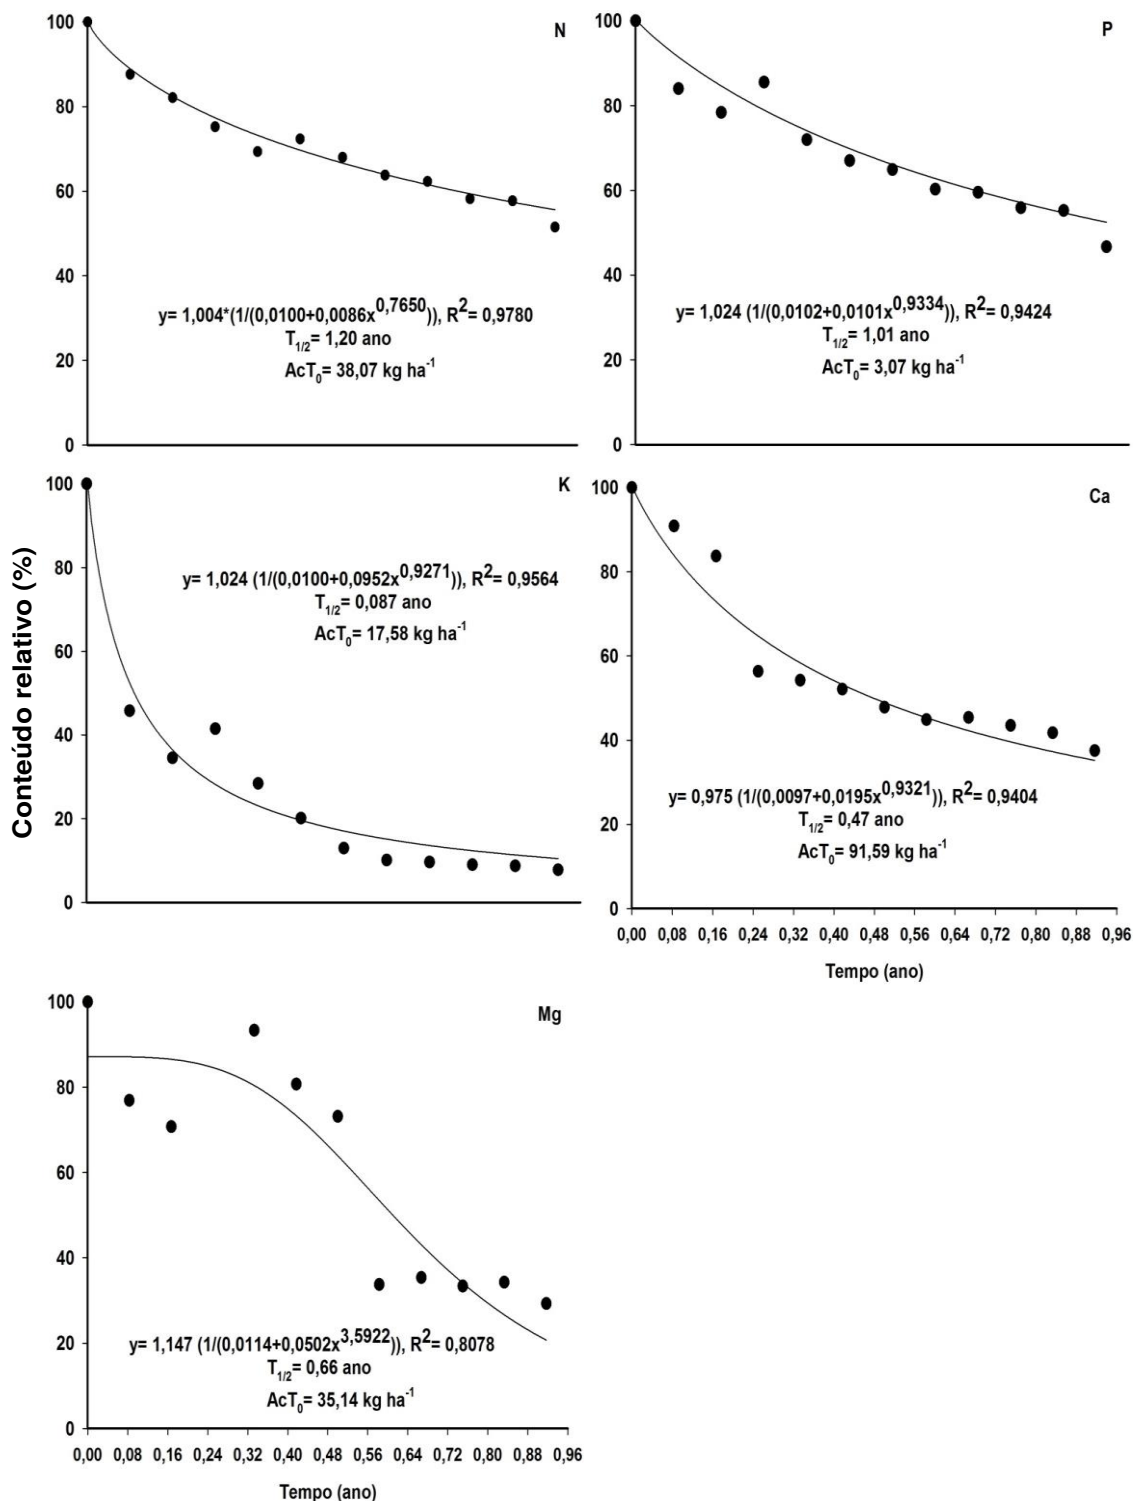 N
100
80
60
40
20
0
y= 1,004*(1/(0,0100+0,0086x^0,7650)), R²= 0,9780
T1/2= 1,20 ano
AcT0= 38,07 kg ha⁻¹
P
100
80
60
40
20
0
y= 1,024 (1/(0,0102+0,0101x^0,9334)), R²= 0,9424
T1/2= 1,01 ano
AcT0= 3,07 kg ha⁻¹
Conteúdo relativo (%)
K
100
80
60
40
20
0
y= 1,024 (1/(0,0100+0,0952x^0,9271)), R²= 0,9564
T1/2= 0,087 ano
AcT0= 17,58 kg ha⁻¹
Ca
100
80
60
40
20
0
y= 0,975 (1/(0,0097+0,0195x^0,9321)), R²= 0,9404
T1/2= 0,47 ano
AcT0= 91,59 kg ha⁻¹
0,00 0,08 0,16 0,24 0,32 0,40 0,48 0,56 0,64 0,72 0,80 0,88 0,96
Tempo (ano)
Mg
100
80
60
40
20
0
y= 1,147 (1/(0,0114+0,0502x^3,5922)), R²= 0,8078
T1/2= 0,66 ano
AcT0= 35,14 kg ha⁻¹
0,00 0,08 0,16 0,24 0,32 0,40 0,48 0,56 0,64 0,72 0,80 0,88 0,96
Tempo (ano)